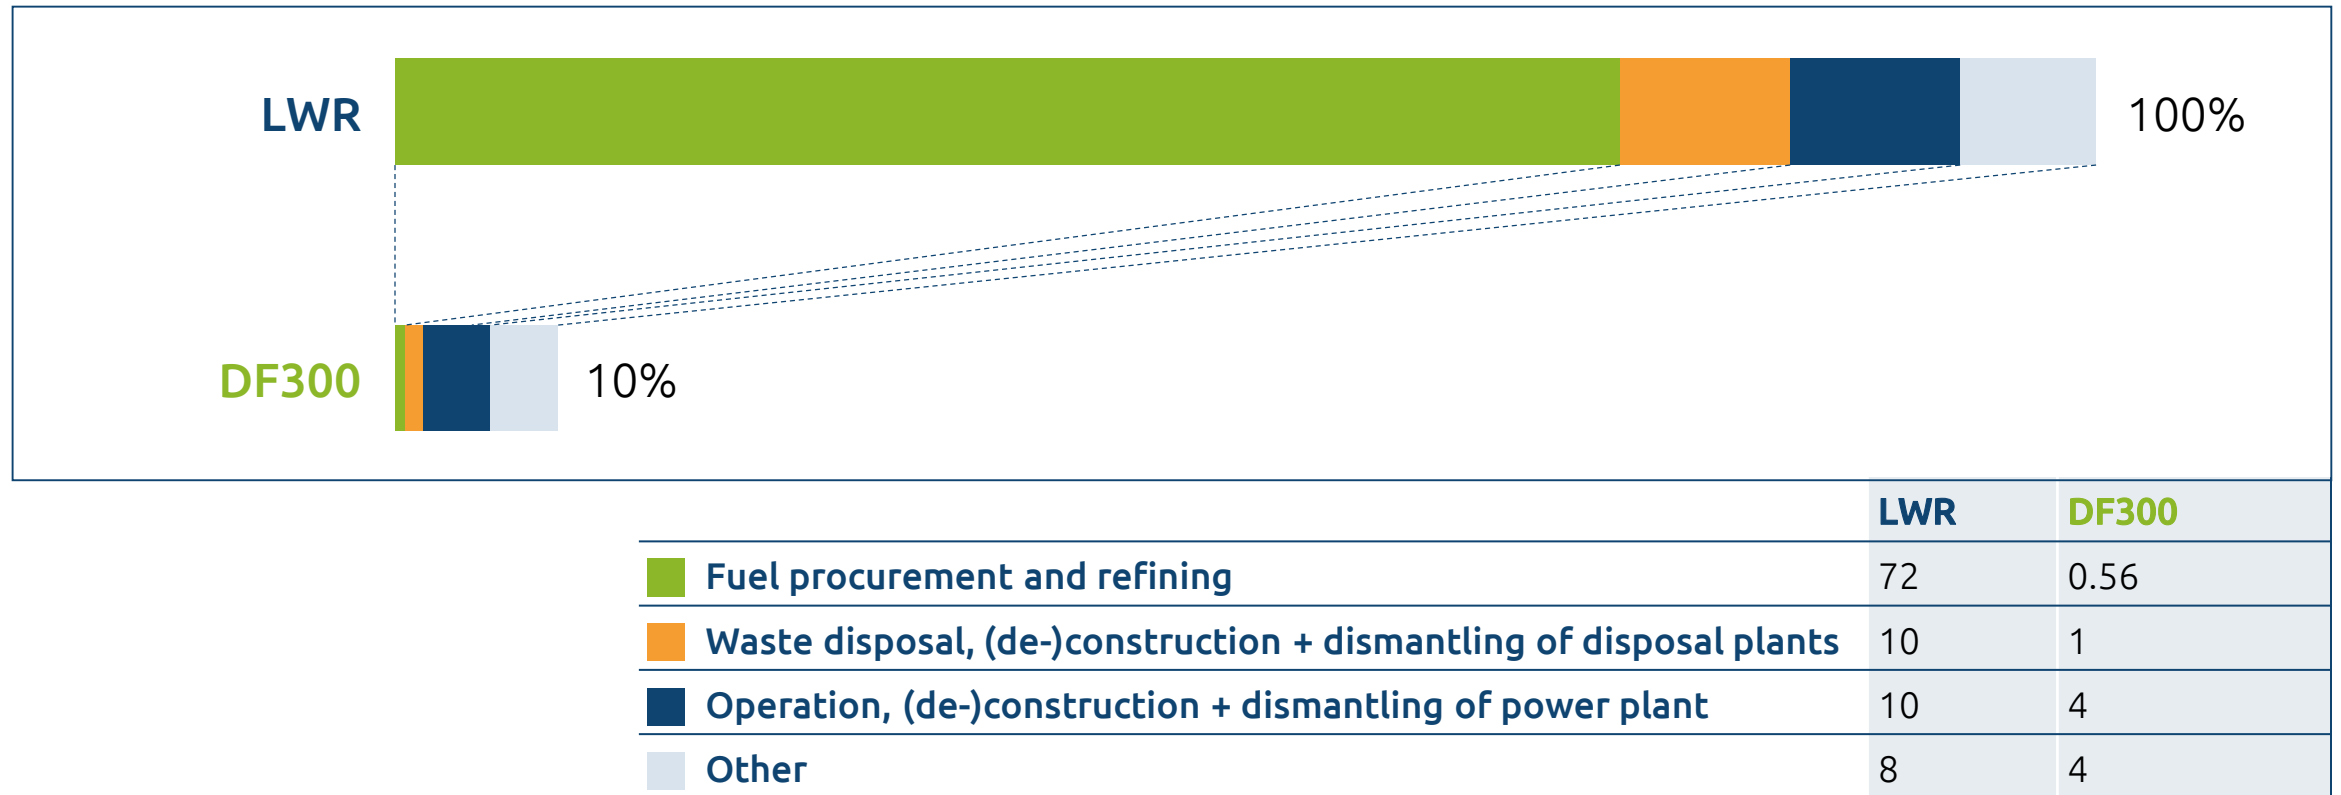 LWR 100%
DF300 10%
LWR DF300
Fuel procurement and refining 72 0.56
Waste disposal, (de-)construction + dismantling of disposal plants 10 1
Operation, (de-)construction + dismantling of power plant 10 4
Other 8 4